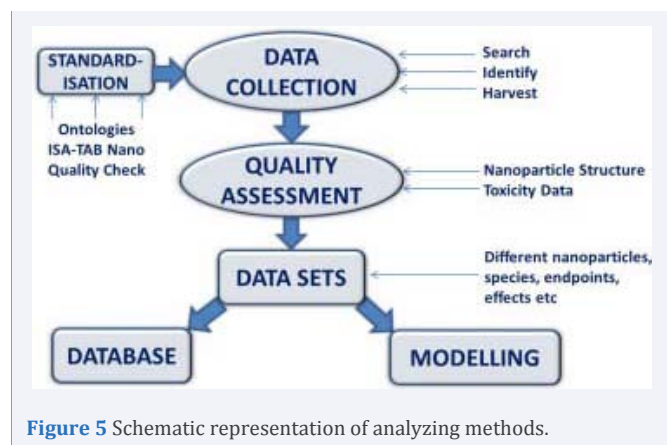 STANDARD-
ISATION
DATA
COLLECTION
Search
Identify
Harvest
Ontologies
ISA-TAB Nano
Quality Check
QUALITY
ASSESSMENT
Nanoparticle Structure
Toxicity Data
DATA SETS
Different nanoparticles,
species, endpoints,
effects etc
DATABASE
MODELLING
Figure 5 Schematic representation of analyzing methods.